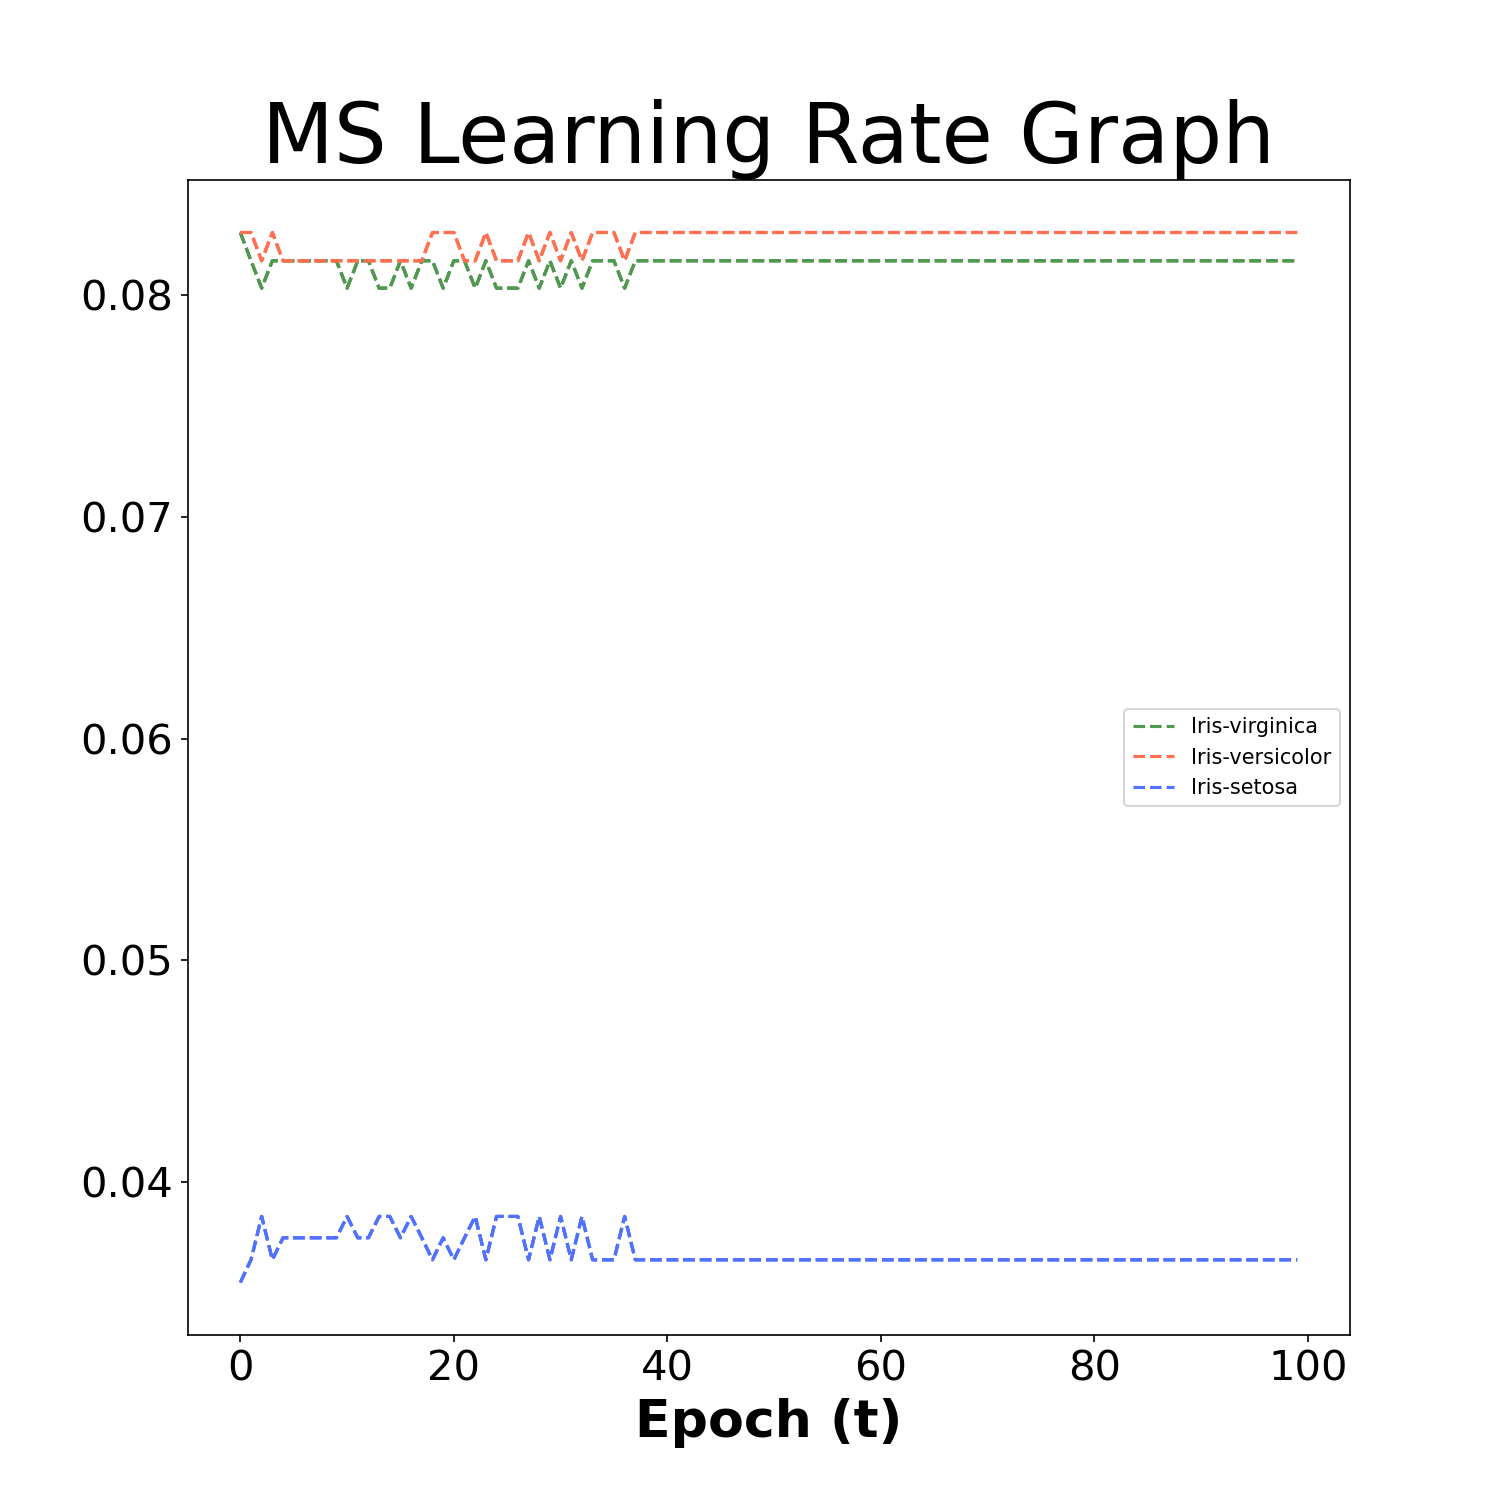 MS Learning Rate Graph
0.08
0.07
0.06
0.05
0.04
Iris-virginica
Iris-versicolor
Iris-setosa
0 20 40 60 80 100
Epoch (t)